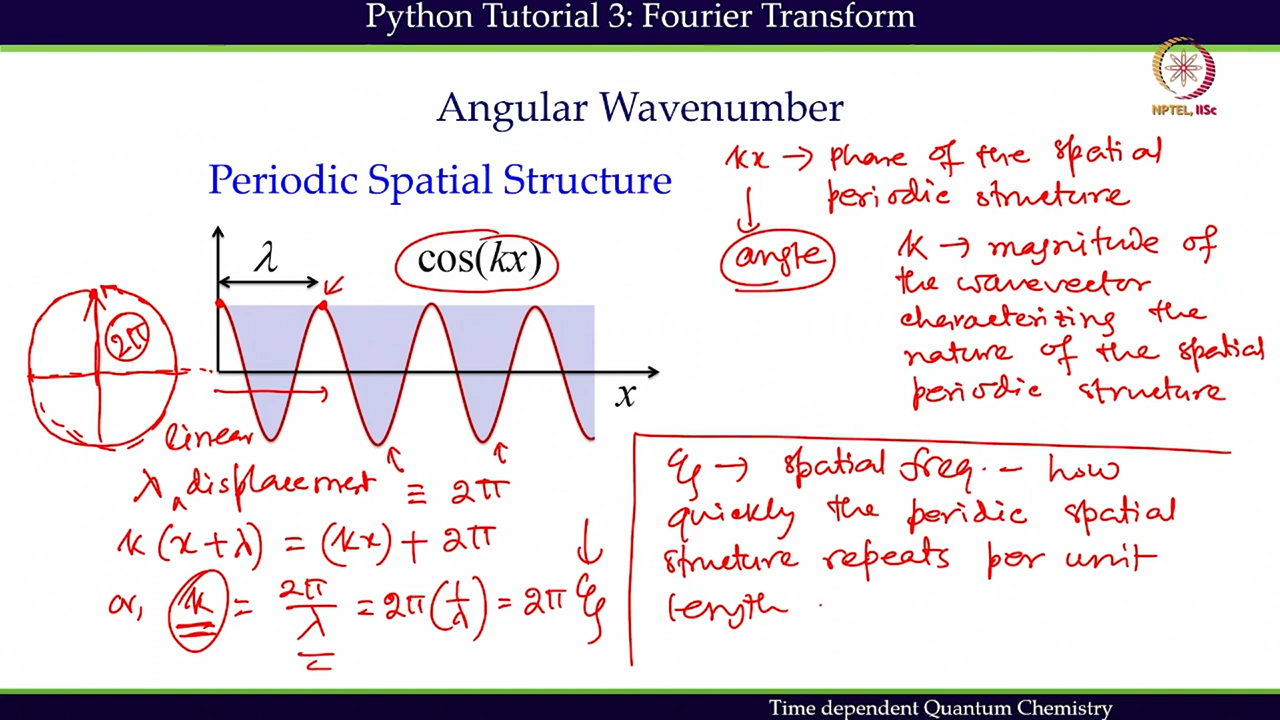 Python Tutorial 3: Fourier Transform
NPTEL, IISc
Angular Wavenumber
Periodic Spatial Structure
kx → phase of the spatial
periodic structure
angle
k → magnitude of
the wavevector
characterizing the
nature of the spatial
periodic structure
λ
cos(kx)
2π
x
linear
λ ^ displacement ≡ 2π
k(x+λ) = (kx) + 2π
or, k = 2π/λ = 2π(1/λ) = 2π ξ
ξ → spatial freq. – how
quickly the peridic spatial
structure repeats per unit
length .
Time dependent Quantum Chemistry